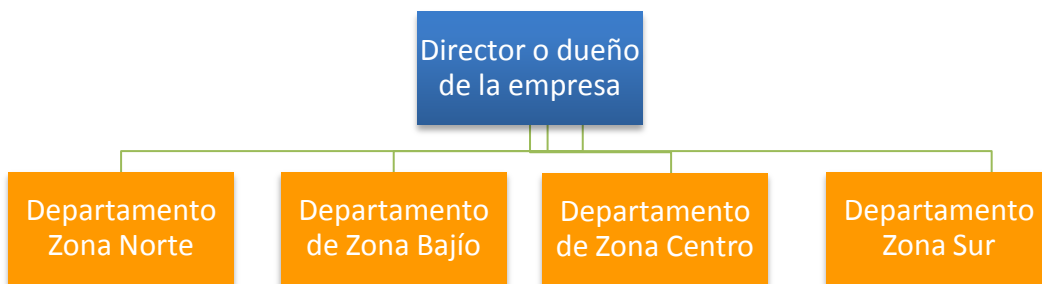 Director o dueño
de la empresa
Departamento
Zona Norte
Departamento
de Zona Bajío
Departamento
de Zona Centro
Departamento
Zona Sur